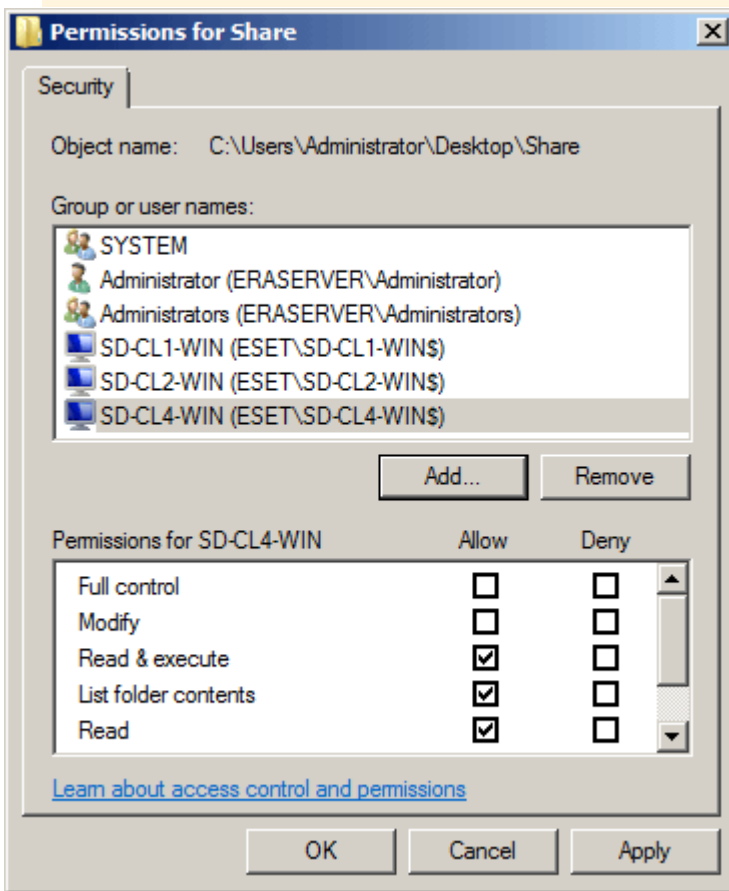 Permissions for Share
Security
Object name: C:\Users\Administrator\Desktop\Share
Group or user names:
SYSTEM
Administrator (ERASERVER\Administrator)
Administrators (ERASERVER\Administrators)
SD-CL1-WIN (ESET\SD-CL1-WIN$)
SD-CL2-WIN (ESET\SD-CL2-WIN$)
SD-CL4-WIN (ESET\SD-CL4-WIN$)
Add... Remove
Permissions for SD-CL4-WIN Allow Deny
Full control
Modify
Read & execute
List folder contents
Read
Learn about access control and permissions
OK Cancel Apply